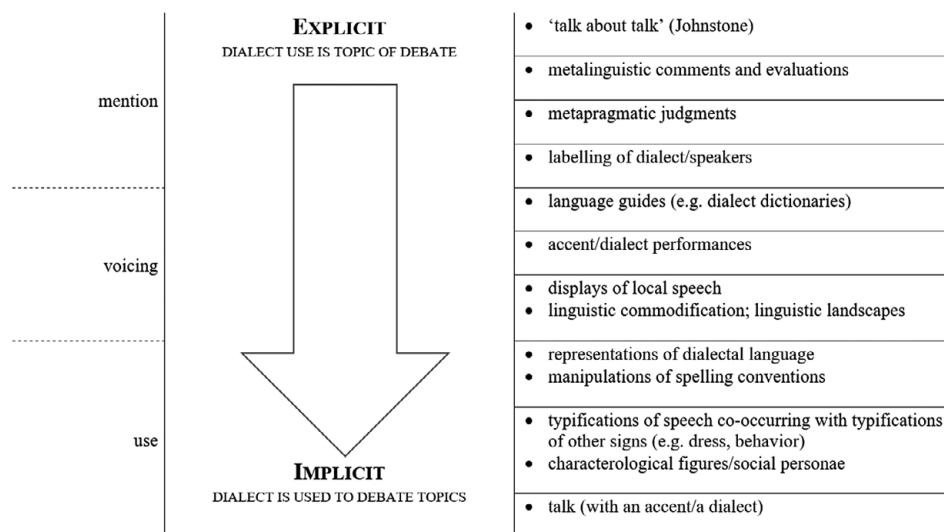 EXPLICIT
DIALECT USE IS TOPIC OF DEBATE
mention
voicing
use
IMPLICIT
DIALECT IS USED TO DEBATE TOPICS
• ‘talk about talk’ (Johnstone)
• metalinguistic comments and evaluations
• metapragmatic judgments
• labelling of dialect/speakers
• language guides (e.g. dialect dictionaries)
• accent/dialect performances
• displays of local speech
• linguistic commodification; linguistic landscapes
• representations of dialectal language
• manipulations of spelling conventions
• typifications of speech co-occurring with typifications
of other signs (e.g. dress, behavior)
• characterological figures/social personae
• talk (with an accent/a dialect)